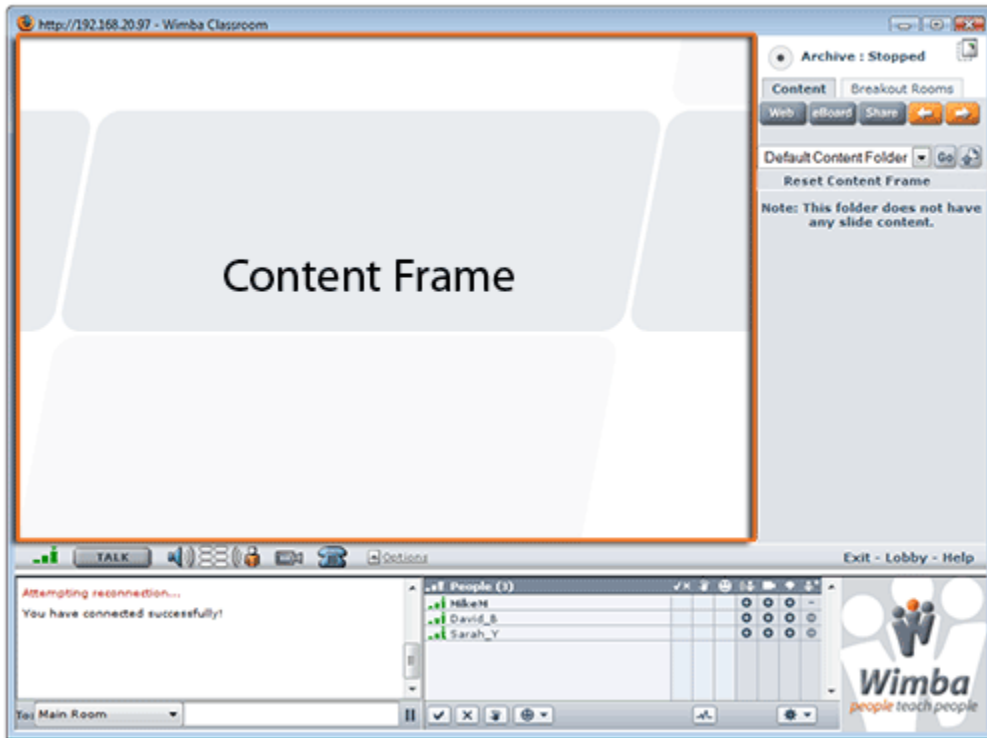 http://192.168.20.97 - Wimba Classroom
Archive : Stopped
Content Breakout Rooms
Web eBoard Share
Default Content Folder Go
Reset Content Frame
Note: This folder does not have
any slide content.
Content Frame
TALK Options Exit - Lobby - Help
Attempting reconnection...
You have connected successfully!
People (3)
MikeM
David_B
Sarah_Y
To: Main Room
Wimba
people teach people